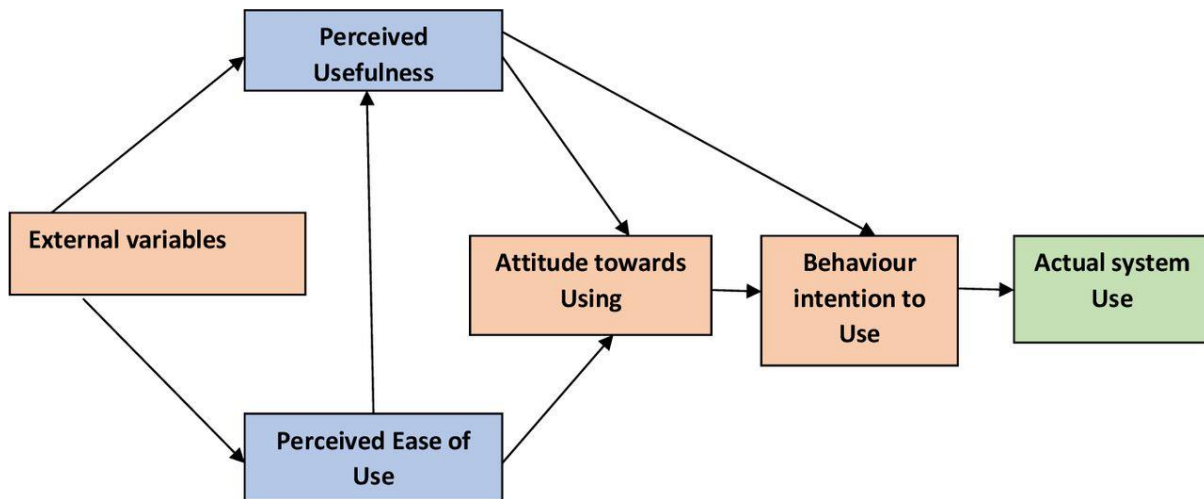 Perceived
Usefulness
External variables
Attitude towards
Using
Behaviour
intention to
Use
Actual system
Use
Perceived Ease of
Use